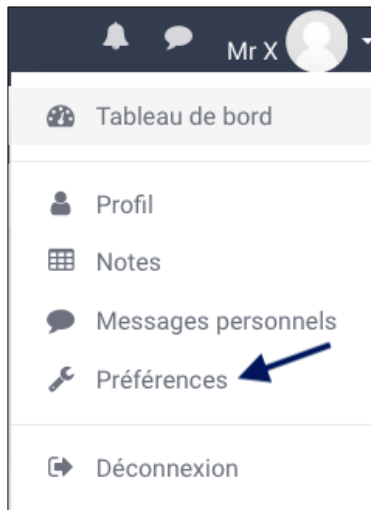 Mr X
Tableau de bord
Profil
Notes
Messages personnels
Préférences
Déconnexion